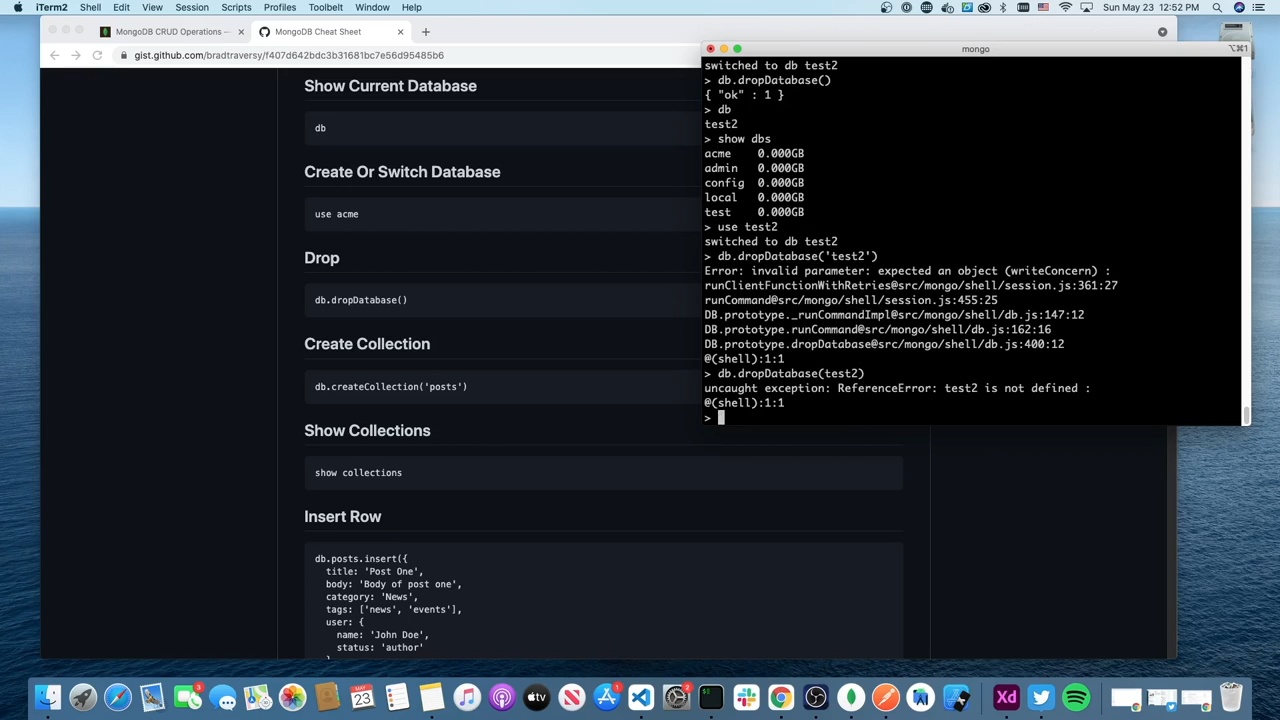 iTerm2 Shell Edit View Session Scripts Profiles Toolbelt Window Help
Sun May 23 12:52 PM
MongoDB CRUD Operations —
MongoDB Cheat Sheet
gist.github.com/bradtraversy/f407d642bdc3b31681bc7e56d95485b6
Show Current Database
db
Create Or Switch Database
use acme
Drop
db.dropDatabase()
Create Collection
db.createCollection('posts')
Show Collections
show collections
Insert Row
db.posts.insert({
title: 'Post One',
body: 'Body of post one',
category: 'News',
tags: ['news', 'events'],
user: {
name: 'John Doe',
status: 'author'
}
mongo
⌥⌘1
switched to db test2
> db.dropDatabase()
{ "ok" : 1 }
> db
test2
> show dbs
acme 0.000GB
admin 0.000GB
config 0.000GB
local 0.000GB
test 0.000GB
> use test2
switched to db test2
> db.dropDatabase('test2')
Error: invalid parameter: expected an object (writeConcern) :
runClientFunctionWithRetries@src/mongo/shell/session.js:361:27
runCommand@src/mongo/shell/session.js:455:25
DB.prototype._runCommandImpl@src/mongo/shell/db.js:147:12
DB.prototype.runCommand@src/mongo/shell/db.js:162:16
DB.prototype.dropDatabase@src/mongo/shell/db.js:400:12
@(shell):1:1
> db.dropDatabase(test2)
uncaught exception: ReferenceError: test2 is not defined :
@(shell):1:1
>
3
MAY
23
tv
1
2
Xd